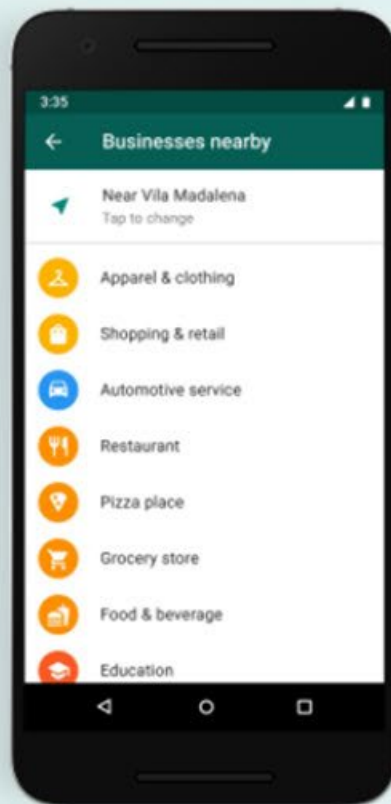 3:35
Businesses nearby
Near Vila Madalena
Tap to change
Apparel & clothing
Shopping & retail
Automotive service
Restaurant
Pizza place
Grocery store
Food & beverage
Education